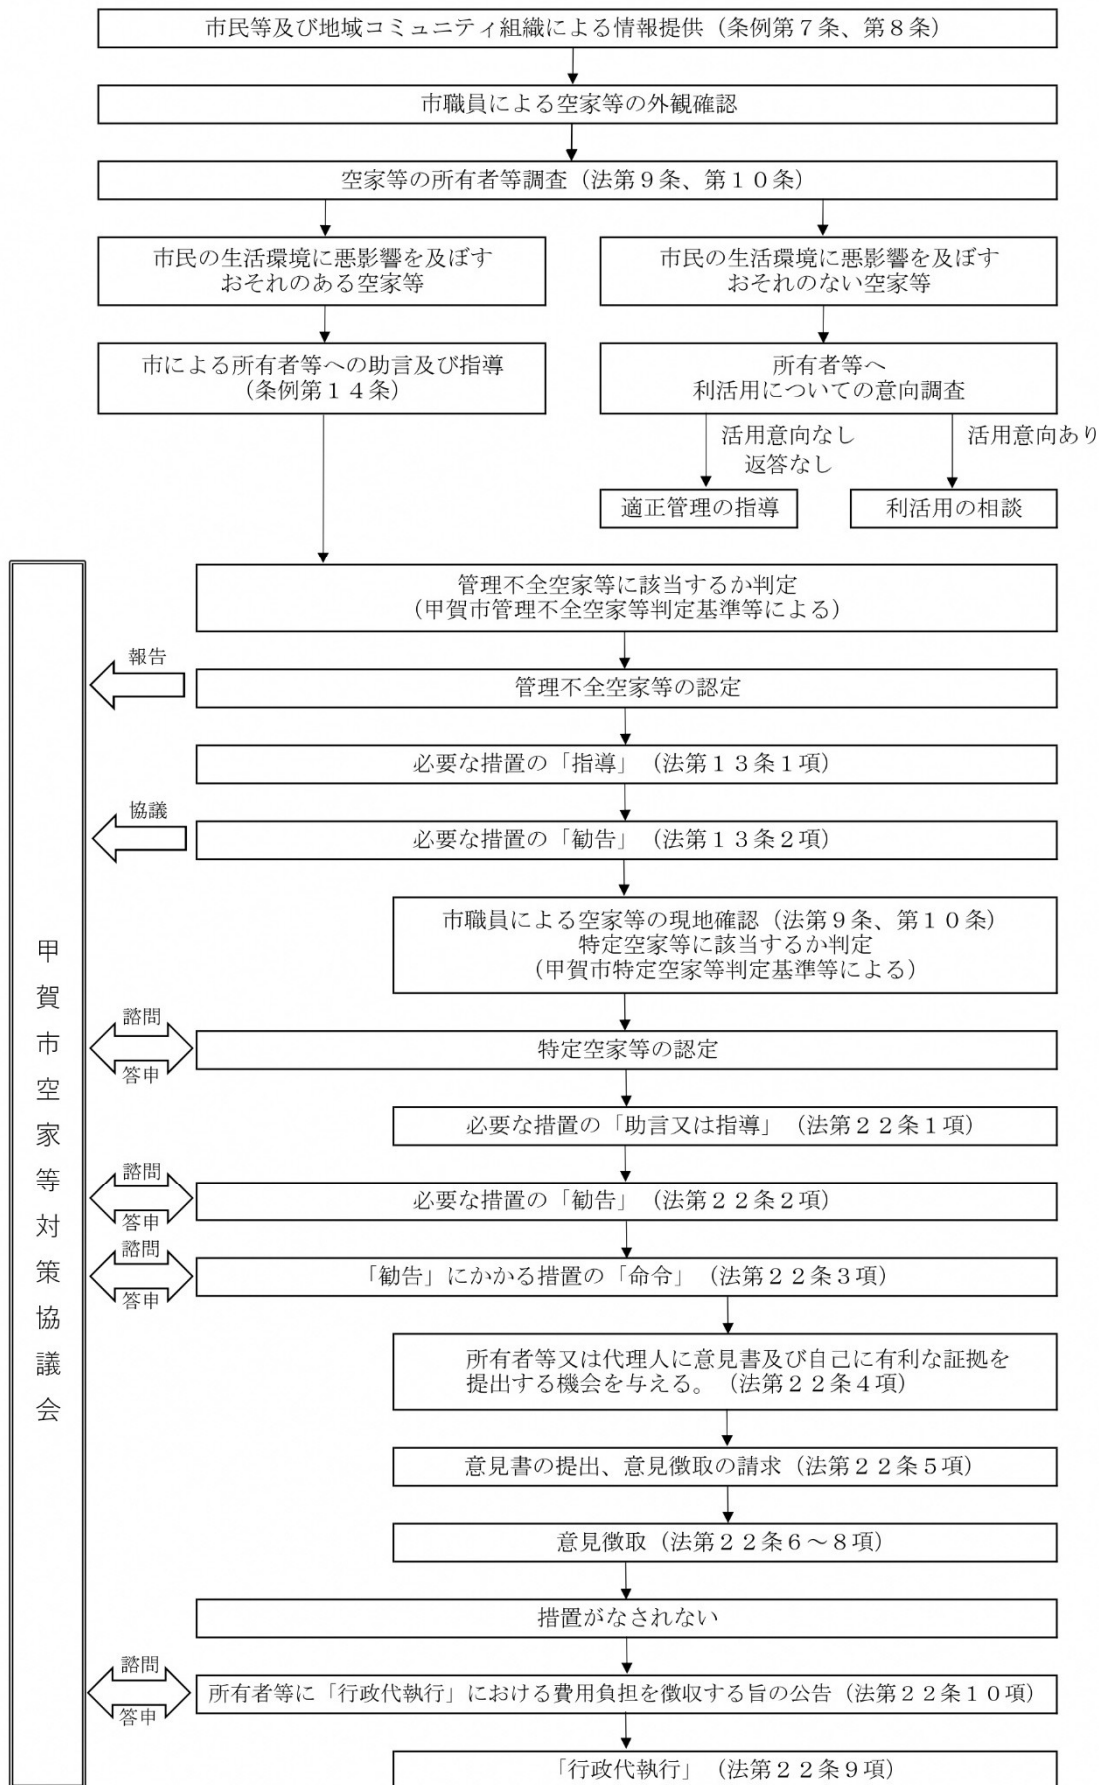 市民等及び地域コミュニティ組織による情報提供（条例第７条、第８条）
市職員による空家等の外観確認
空家等の所有者等調査（法第９条、第１０条）
市民の生活環境に悪影響を及ぼす
おそれのある空家等
市民の生活環境に悪影響を及ぼす
おそれのない空家等
市による所有者等への助言及び指導
（条例第１４条）
所有者等へ
利活用についての意向調査
活用意向なし
返答なし
活用意向あり
適正管理の指導
利活用の相談
甲賀市空家等対策協議会
管理不全空家等に該当するか判定
（甲賀市管理不全空家等判定基準等による）
報告
管理不全空家等の認定
必要な措置の「指導」（法第１３条１項）
協議
必要な措置の「勧告」（法第１３条２項）
市職員による空家等の現地確認（法第９条、第１０条）
特定空家等に該当するか判定
（甲賀市特定空家等判定基準等による）
諮問
答申
特定空家等の認定
必要な措置の「助言又は指導」（法第２２条１項）
諮問
答申
必要な措置の「勧告」（法第２２条２項）
諮問
答申
「勧告」にかかる措置の「命令」（法第２２条３項）
所有者等又は代理人に意見書及び自己に有利な証拠を
提出する機会を与える。（法第２２条４項）
意見書の提出、意見徴取の請求（法第２２条５項）
意見徴取（法第２２条６～８項）
措置がなされない
諮問
答申
所有者等に「行政代執行」における費用負担を徴収する旨の公告（法第２２条１０項）
「行政代執行」（法第２２条９項）